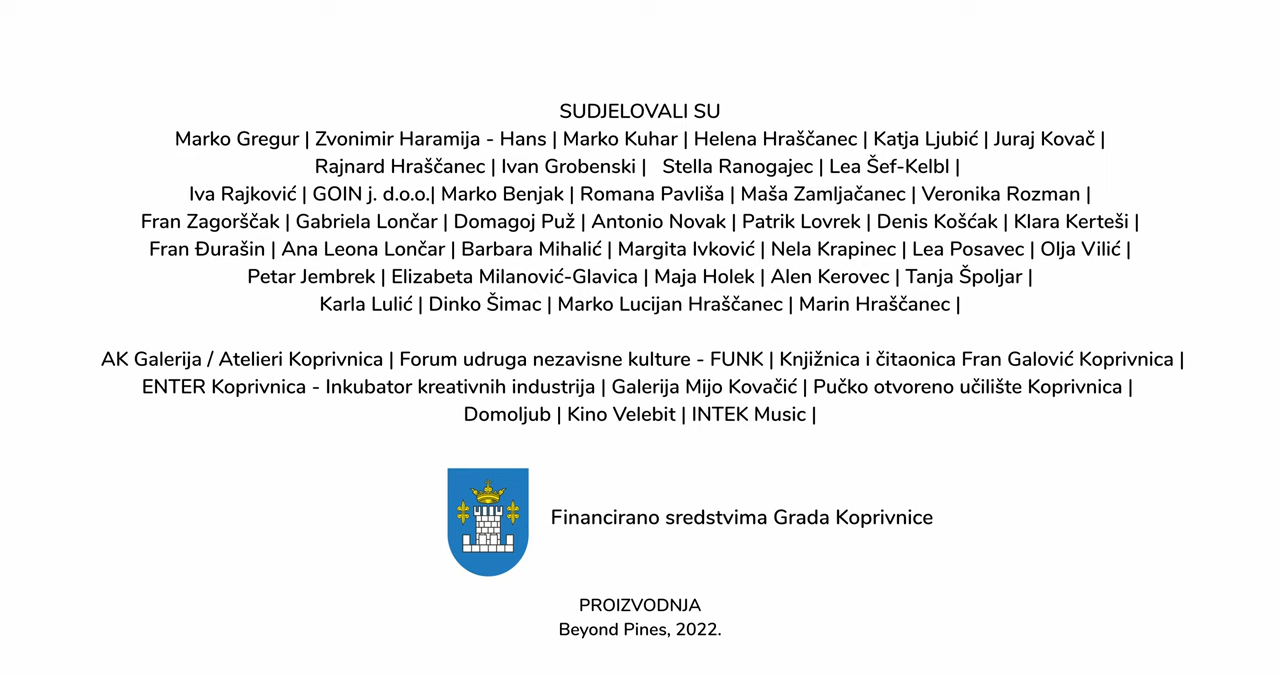 SUDJELOVALI SU
Marko Gregur | Zvonimir Haramija - Hans | Marko Kuhar | Helena Hraščanec | Katja Ljubić | Juraj Kovač |
Rajnard Hraščanec | Ivan Grobenski | Stella Ranogajec | Lea Šef-Kelbl |
Iva Rajković | GOIN j. d.o.o.| Marko Benjak | Romana Pavliša | Maša Zamljačanec | Veronika Rozman |
Fran Zagorščak | Gabriela Lončar | Domagoj Puž | Antonio Novak | Patrik Lovrek | Denis Košćak | Klara Kerteši |
Fran Đurašin | Ana Leona Lončar | Barbara Mihalić | Margita Ivković | Nela Krapinec | Lea Posavec | Olja Vilić |
Petar Jembrek | Elizabeta Milanović-Glavica | Maja Holek | Alen Kerovec | Tanja Špoljar |
Karla Lulić | Dinko Šimac | Marko Lucijan Hraščanec | Marin Hraščanec |
AK Galerija / Atelieri Koprivnica | Forum udruga nezavisne kulture - FUNK | Knjižnica i čitaonica Fran Galović Koprivnica |
ENTER Koprivnica - Inkubator kreativnih industrija | Galerija Mijo Kovačić | Pučko otvoreno učilište Koprivnica |
Domoljub | Kino Velebit | INTEK Music |
Financirano sredstvima Grada Koprivnice
PROIZVODNJA
Beyond Pines, 2022.